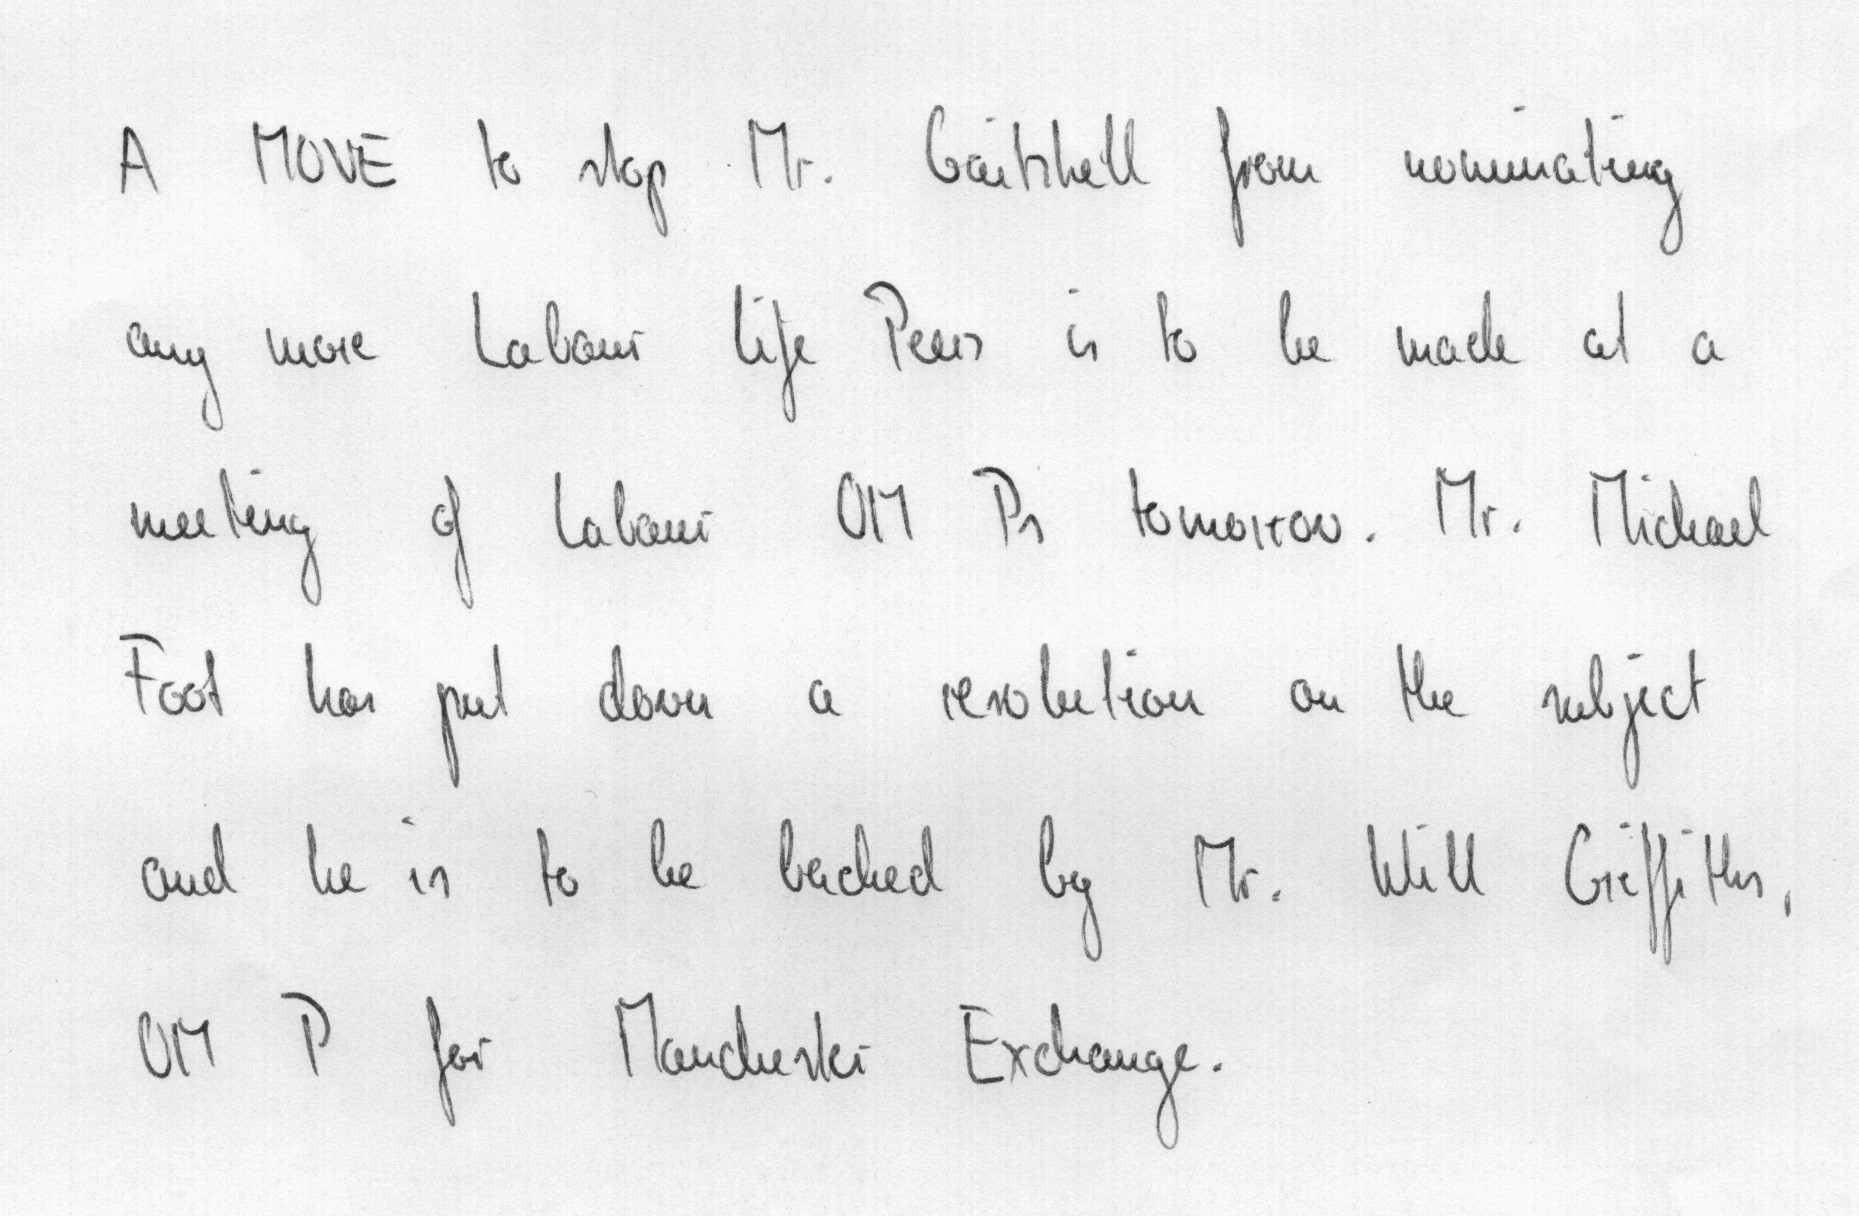 A MOVE to stop Mr. Gaitskell from nominating
any more Labour life Peers is to be made at a
meeting of Labour OM Ps tomorrow. Mr. Michael
Foot has put down a resolution on the subject
and he is to be backed by Mr. Will Griffiths,
OM P for Manchester Exchange.